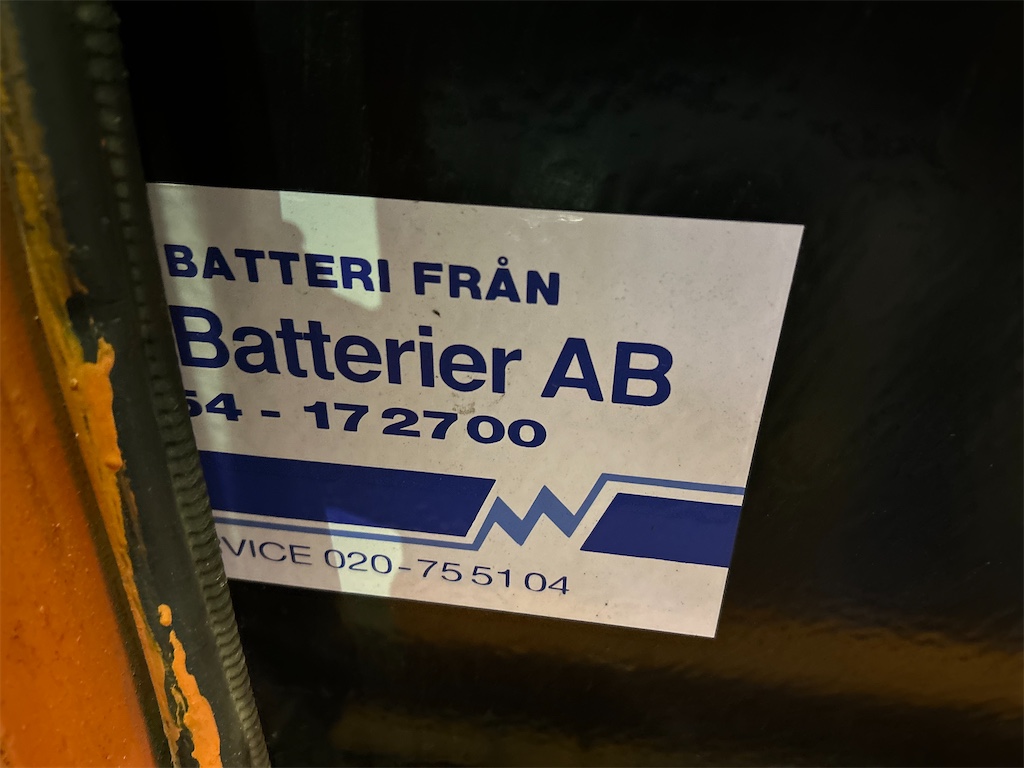 BATTERI FRÅN
Batterier AB
54 - 172700
VICE 020-755104